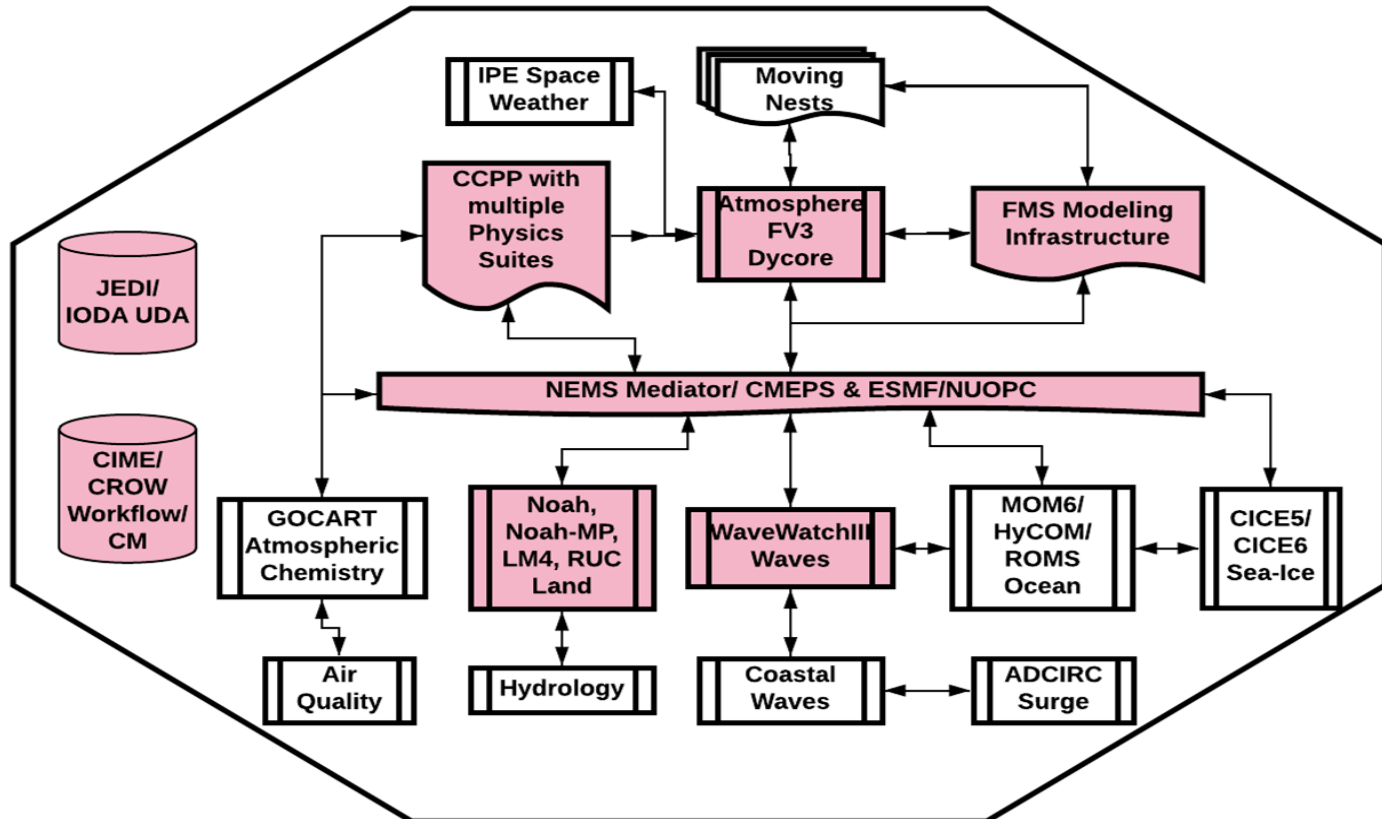 IPE Space
Weather
Moving
Nests
CCPP with
multiple
Physics
Suites
Atmosphere
FV3
Dycore
FMS Modeling
Infrastructure
JEDI/
IODA UDA
NEMS Mediator/ CMEPS & ESMF/NUOPC
CIME/
CROW
Workflow/
CM
GOCART
Atmospheric
Chemistry
Noah,
Noah-MP,
LM4, RUC
Land
WaveWatchIII
Waves
MOM6/
HyCOM/
ROMS
Ocean
CICE5/
CICE6
Sea-Ice
Air
Quality
Hydrology
Coastal
Waves
ADCIRC
Surge